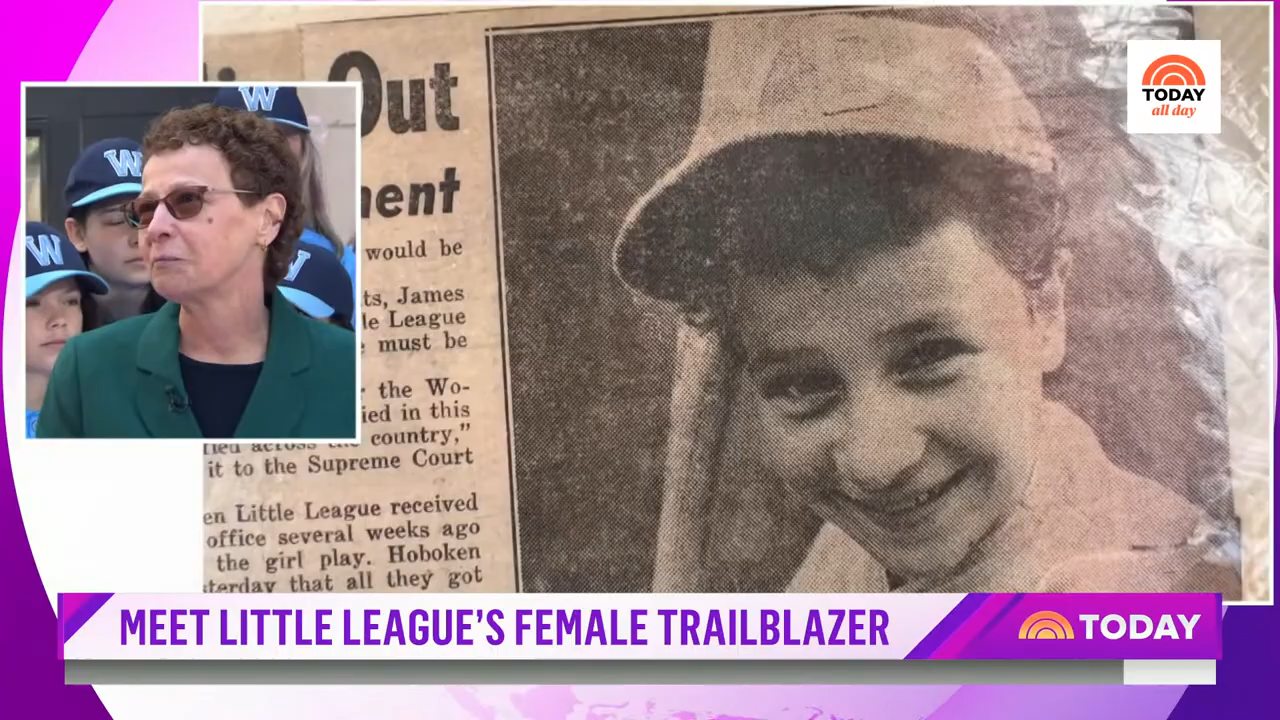 Out
ment
would be
ts, James
le League
must be
the Wo-
ied in this
country,"
it to the Supreme Court
en Little League received
office several weeks ago
the girl play. Hoboken
sterday that all they got
W
W
W
W
TODAY
all day
MEET LITTLE LEAGUE'S FEMALE TRAILBLAZER
TODAY